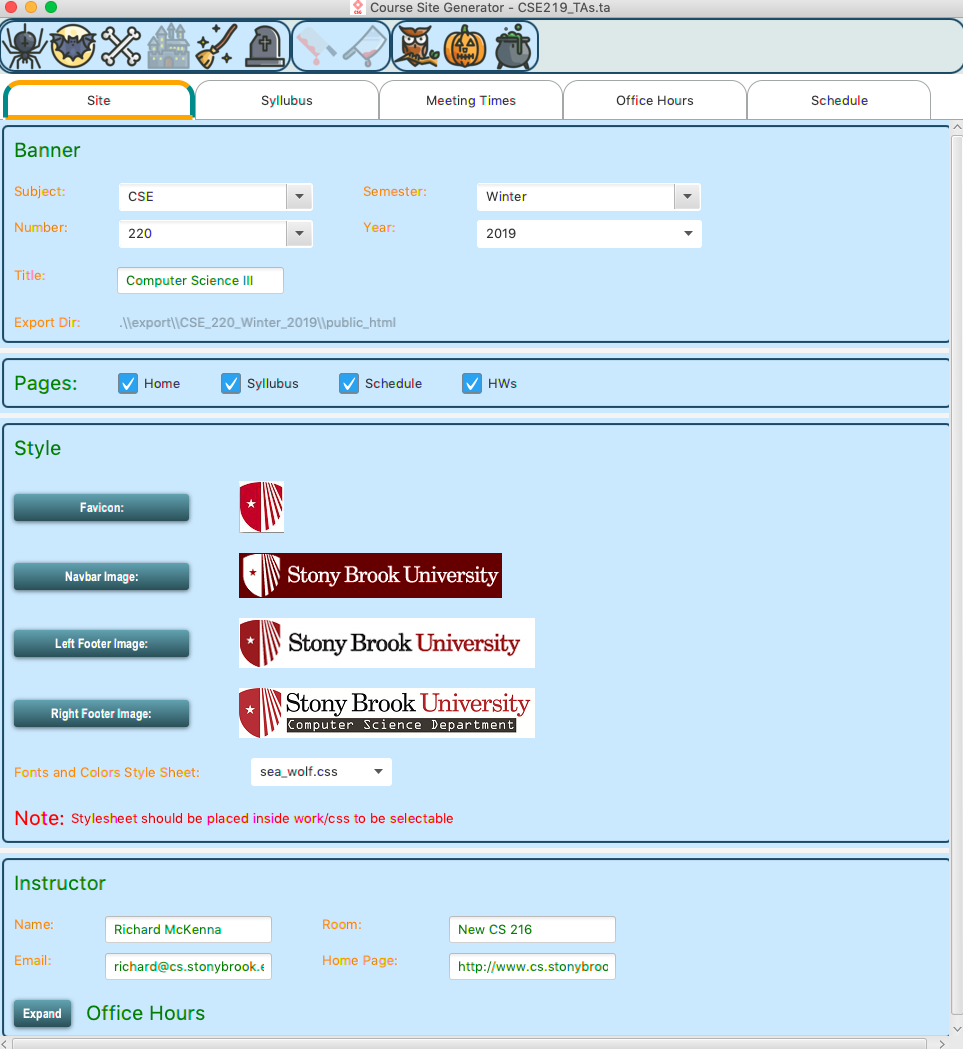 Course Site Generator - CSE219_TAs.ta
Site Syllubus Meeting Times Office Hours Schedule
Banner
Subject: CSE Semester: Winter
Number: 220 Year: 2019
Title: Computer Science III
Export Dir: .\\export\\CSE_220_Winter_2019\\public_html
Pages: Home Syllubus Schedule HWs
Style
Favicon:
Navbar Image: Stony Brook University
Left Footer Image: Stony Brook University
Right Footer Image: Stony Brook University
Computer Science Department
Fonts and Colors Style Sheet: sea_wolf.css
Note: Stylesheet should be placed inside work/css to be selectable
Instructor
Name: Richard McKenna Room: New CS 216
Email: richard@cs.stonybrook.e Home Page: http://www.cs.stonybroo
Expand Office Hours